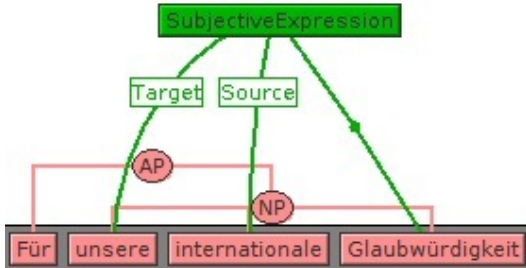 SubjectiveExpression
Target Source
AP
NP
Für unsere internationale Glaubwürdigkeit